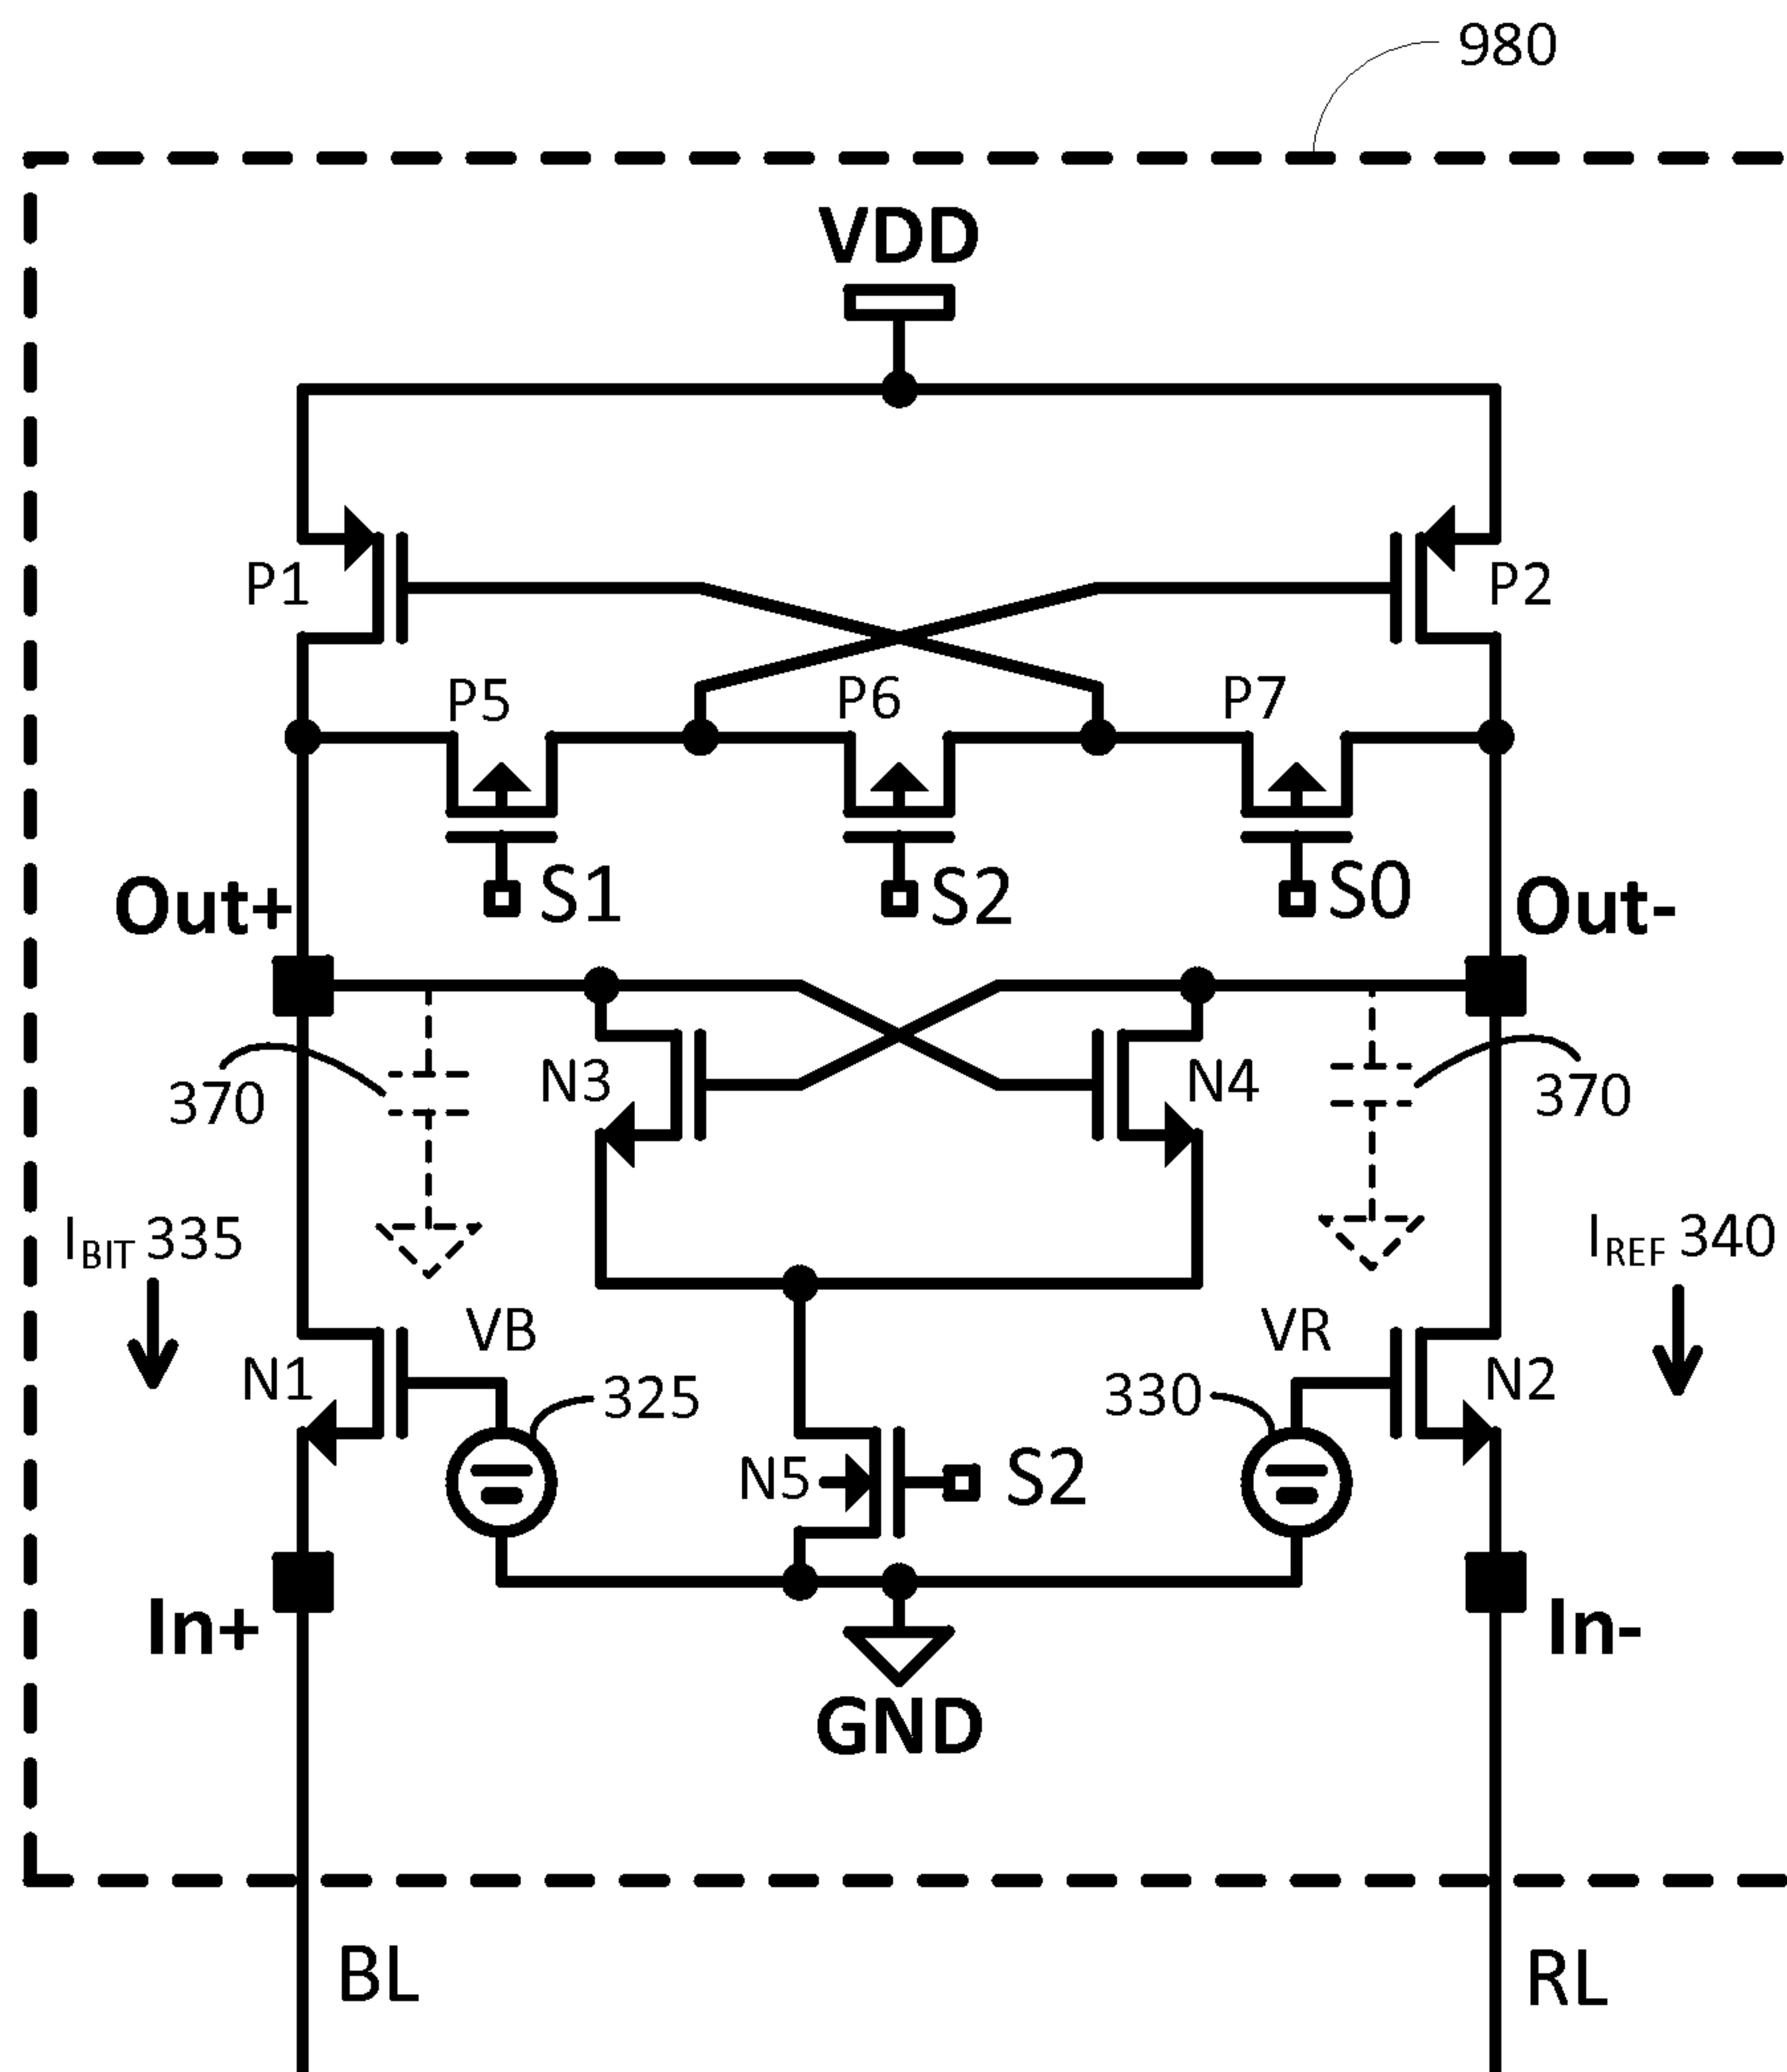 980
VDD
P1
P2
P5
P6
P7
S1
S2
S0
Out+
Out-
N3
N4
370
370
IBIT 335
IREF 340
VB
VR
N1
325
330
N2
N5
S2
In+
In-
GND
BL
RL